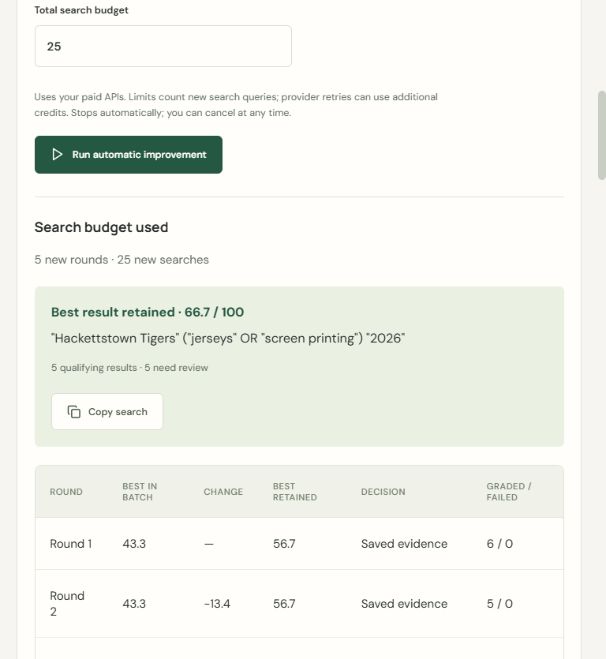 Total search budget
25
Uses your paid APIs. Limits count new search queries; provider retries can use additional
credits. Stops automatically; you can cancel at any time.
Run automatic improvement
Search budget used
5 new rounds · 25 new searches
Best result retained · 66.7 / 100
"Hackettstown Tigers" ("jerseys" OR "screen printing") "2026"
5 qualifying results · 5 need review
Copy search
ROUND BEST IN BATCH CHANGE BEST RETAINED DECISION GRADED / FAILED
Round 1 43.3 — 56.7 Saved evidence 6 / 0
Round 2 43.3 -13.4 56.7 Saved evidence 5 / 0